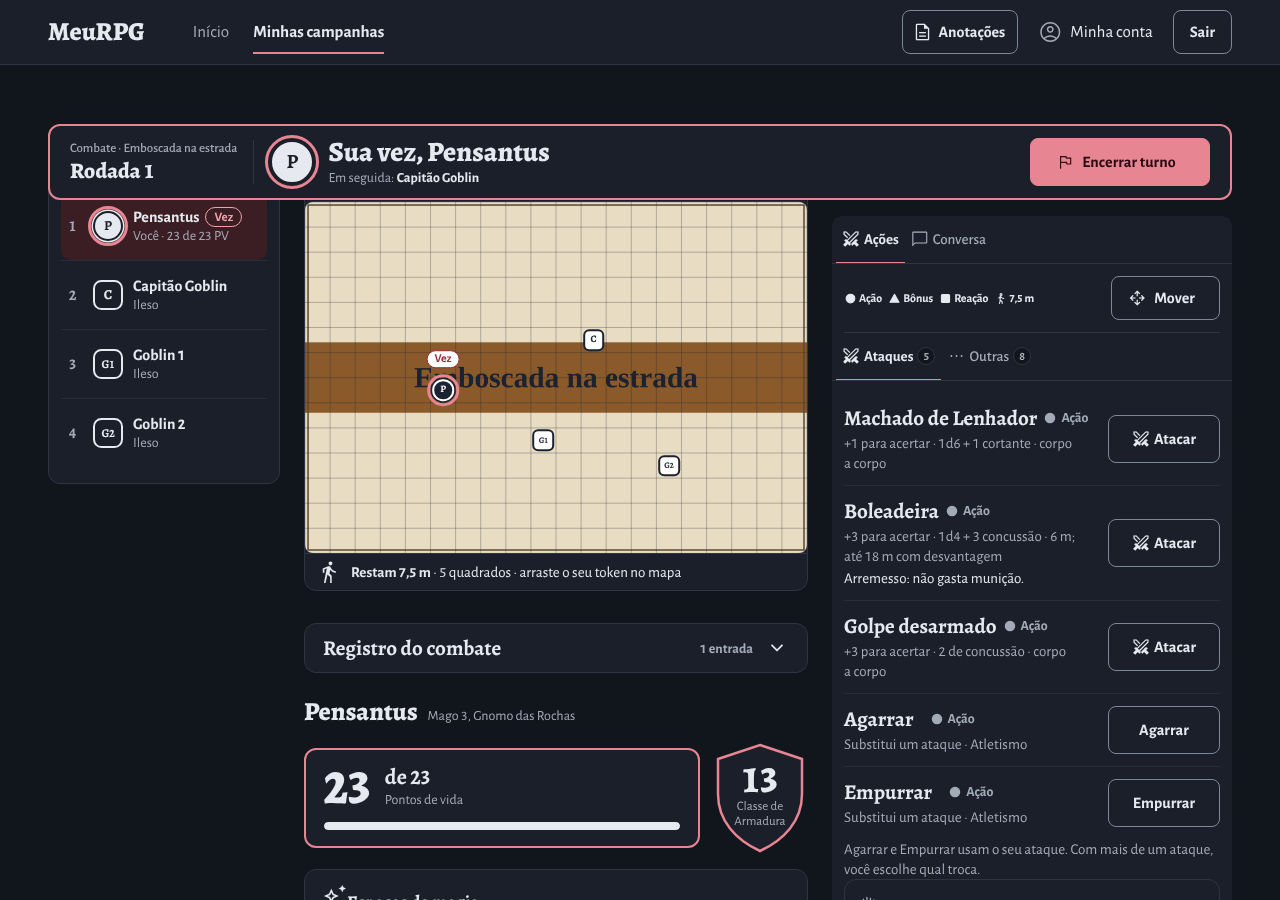 MeuRPG
Início
Minhas campanhas
Anotações
Minha conta
Sair
Combate · Emboscada na estrada
Rodada 1
P
Sua vez, Pensantus
Em seguida: Capitão Goblin
Encerrar turno
1
P
Pensantus
Vez
Você · 23 de 23 PV
2
C
Capitão Goblin
Ileso
3
G1
Goblin 1
Ileso
4
G2
Goblin 2
Ileso
C
Vez
Emboscada na estrada
P
G1
G2
Restam 7,5 m · 5 quadrados · arraste o seu token no mapa
Registro do combate
1 entrada
Pensantus
Mago 3, Gnomo das Rochas
23
de 23
Pontos de vida
13
Classe de
Armadura
Ações
Conversa
Ação
Bônus
Reação
7,5 m
Mover
Ataques
5
Outras
8
Machado de Lenhador
Ação
+1 para acertar · 1d6 + 1 cortante · corpo
a corpo
Atacar
Boleadeira
Ação
+3 para acertar · 1d4 + 3 concussão · 6 m;
até 18 m com desvantagem
Arremesso: não gasta munição.
Atacar
Golpe desarmado
Ação
+3 para acertar · 2 de concussão · corpo
a corpo
Atacar
Agarrar
Ação
Substitui um ataque · Atletismo
Agarrar
Empurrar
Ação
Substitui um ataque · Atletismo
Empurrar
Agarrar e Empurrar usam o seu ataque. Com mais de um ataque,
você escolhe qual troca.